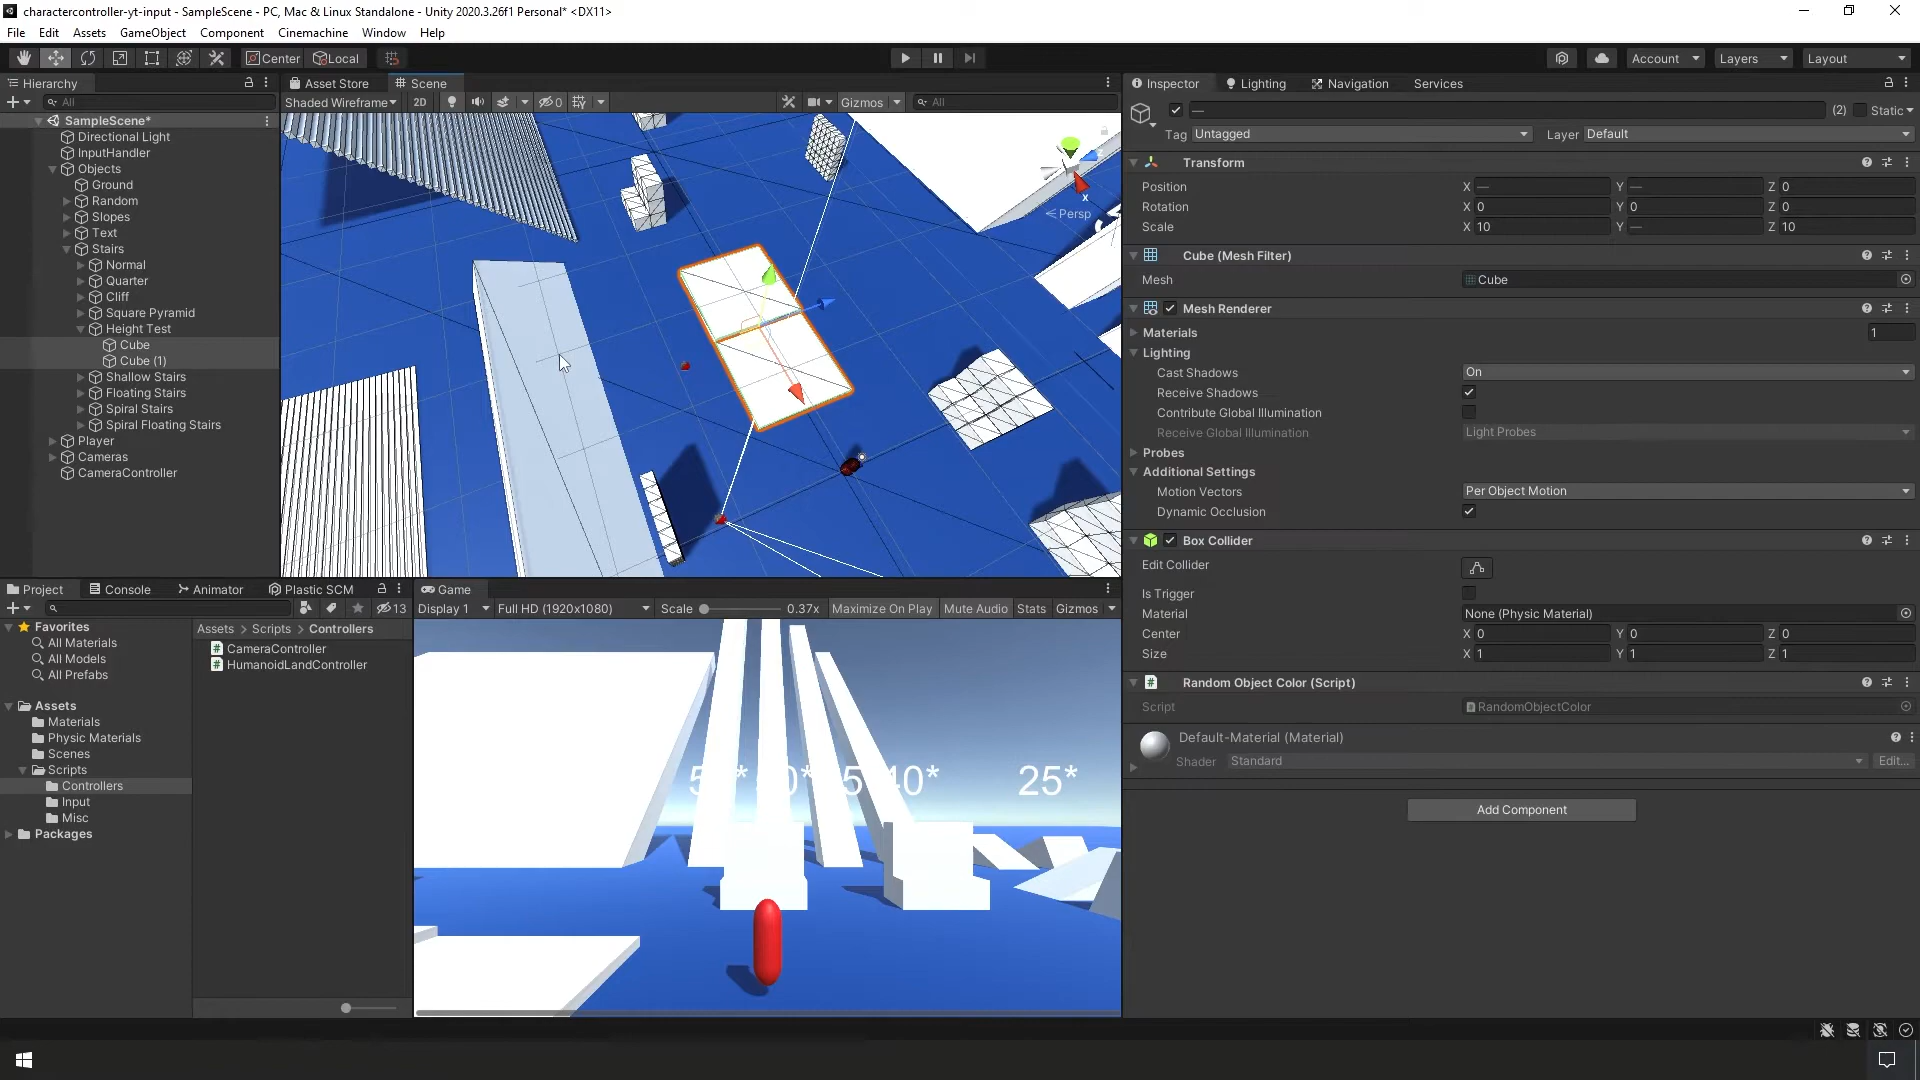 charactercontroller-yt-input - SampleScene - PC, Mac & Linux Standalone - Unity 2020.3.26f1 Personal* <DX11>
File Edit Assets GameObject Component Cinemachine Window Help
Center Local Account Layers Layout
Hierarchy
All
SampleScene*
Directional Light
InputHandler
Objects
Ground
Random
Slopes
Text
Stairs
Normal
Quarter
Cliff
Square Pyramid
Height Test
Cube
Cube (1)
Shallow Stairs
Floating Stairs
Spiral Stairs
Spiral Floating Stairs
Player
Cameras
CameraController
Asset Store Scene
Shaded Wireframe 2D 0 Gizmos All
x
Persp
Inspector Lighting Navigation Services
— (2) Static
Tag Untagged Layer Default
Transform
Position X — Y — Z 0
Rotation X 0 Y 0 Z 0
Scale X 10 Y — Z 10
Cube (Mesh Filter)
Mesh Cube
Mesh Renderer
Materials 1
Lighting
Cast Shadows On
Receive Shadows
Contribute Global Illumination
Receive Global Illumination Light Probes
Probes
Additional Settings
Motion Vectors Per Object Motion
Dynamic Occlusion
Box Collider
Edit Collider
Is Trigger
Material None (Physic Material)
Center X 0 Y 0 Z 0
Size X 1 Y 1 Z 1
Random Object Color (Script)
Script RandomObjectColor
Default-Material (Material)
Shader Standard Edit...
Add Component
Project Console Animator Plastic SCM
13
Favorites
All Materials
All Models
All Prefabs
Assets
Materials
Physic Materials
Scenes
Scripts
Controllers
Input
Misc
Packages
Assets > Scripts > Controllers
CameraController
HumanoidLandController
Game
Display 1 Full HD (1920x1080) Scale 0.37x Maximize On Play Mute Audio Stats Gizmos
25*